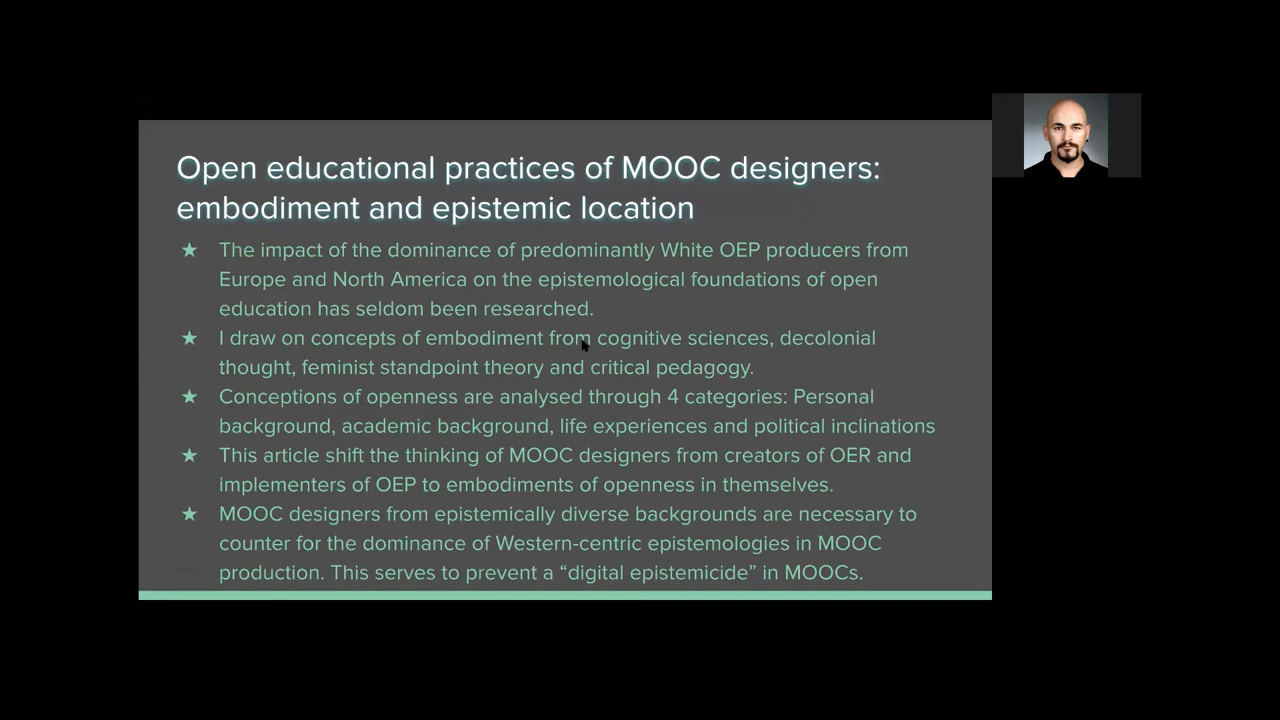 Open educational practices of MOOC designers:
embodiment and epistemic location
★ The impact of the dominance of predominantly White OEP producers from
Europe and North America on the epistemological foundations of open
education has seldom been researched.
★ I draw on concepts of embodiment from cognitive sciences, decolonial
thought, feminist standpoint theory and critical pedagogy.
★ Conceptions of openness are analysed through 4 categories: Personal
background, academic background, life experiences and political inclinations
★ This article shift the thinking of MOOC designers from creators of OER and
implementers of OEP to embodiments of openness in themselves.
★ MOOC designers from epistemically diverse backgrounds are necessary to
counter for the dominance of Western-centric epistemologies in MOOC
production. This serves to prevent a “digital epistemicide” in MOOCs.